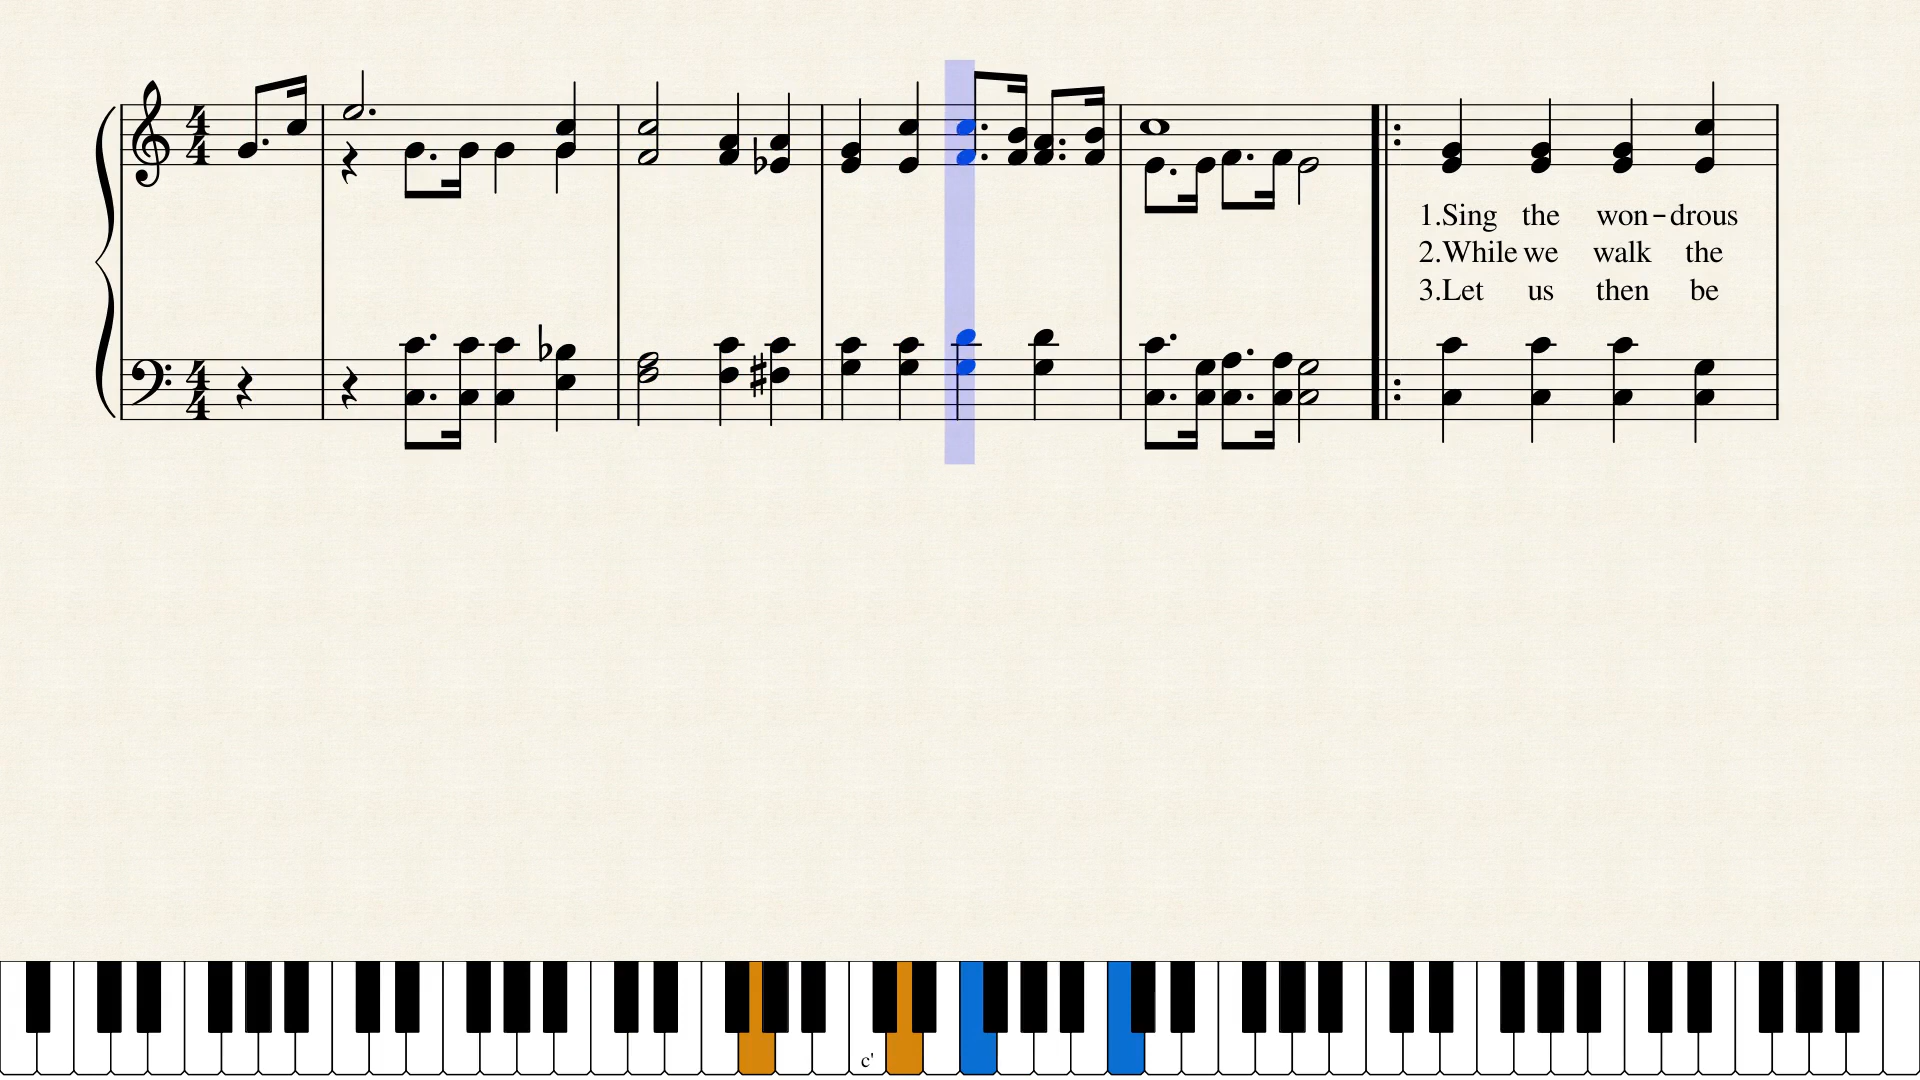 4 4
1.Sing the won-drous
2.While we walk the
3.Let us then be
4 4
c'